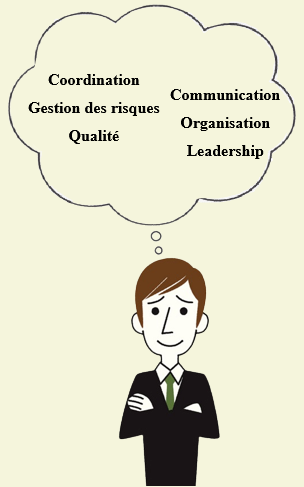 Coordination
Gestion des risques
Qualité
Communication
Organisation
Leadership